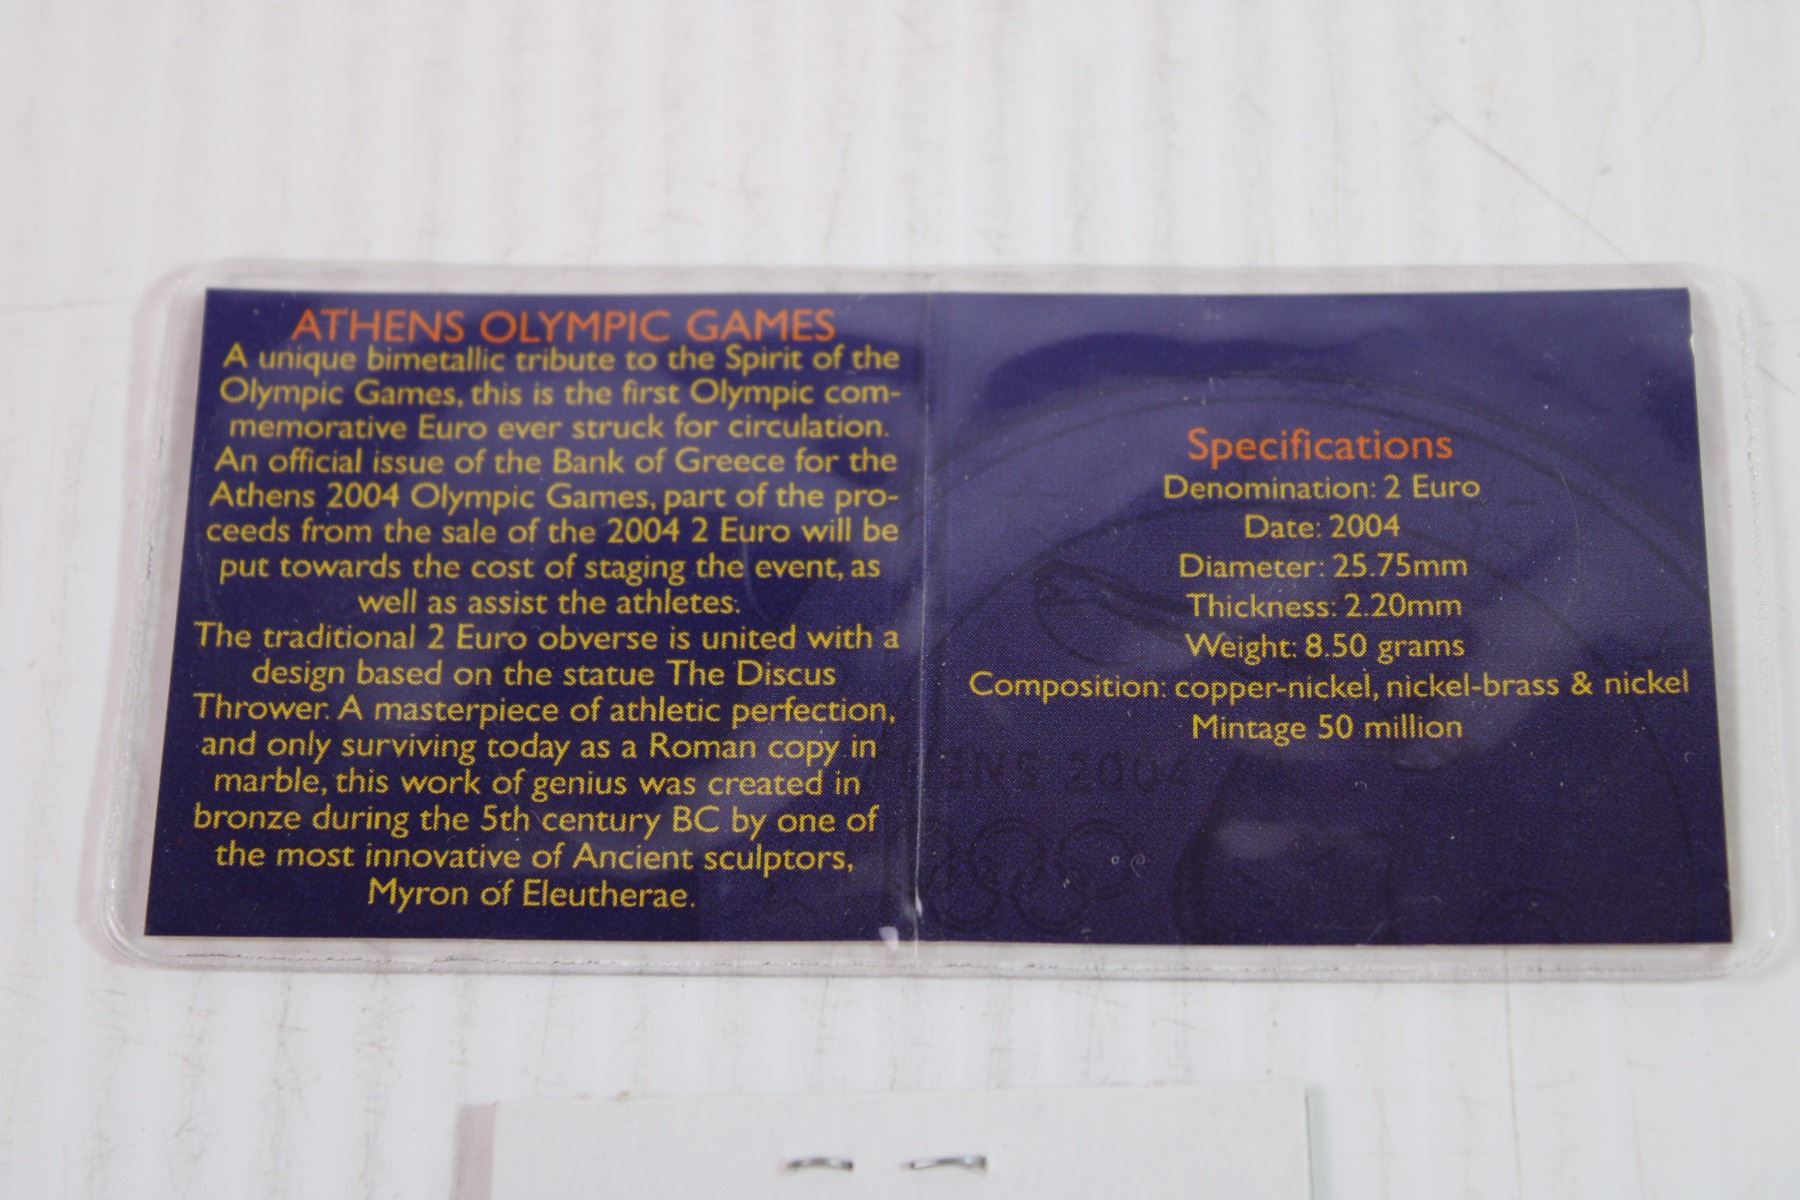 ATHENS OLYMPIC GAMES
A unique bimetallic tribute to the Spirit of the
Olympic Games, this is the first Olympic com-
memorative Euro ever struck for circulation.
An official issue of the Bank of Greece for the
Athens 2004 Olympic Games, part of the pro-
ceeds from the sale of the 2004 2 Euro will be
put towards the cost of staging the event, as
well as assist the athletes.
The traditional 2 Euro obverse is united with a
design based on the statue The Discus
Thrower. A masterpiece of athletic perfection,
and only surviving today as a Roman copy in
marble, this work of genius was created in
bronze during the 5th century BC by one of
the most innovative of Ancient sculptors,
Myron of Eleutherae.
Specifications
Denomination: 2 Euro
Date: 2004
Diameter: 25.75mm
Thickness: 2.20mm
Weight: 8.50 grams
Composition: copper-nickel, nickel-brass & nickel
Mintage 50 million
2004